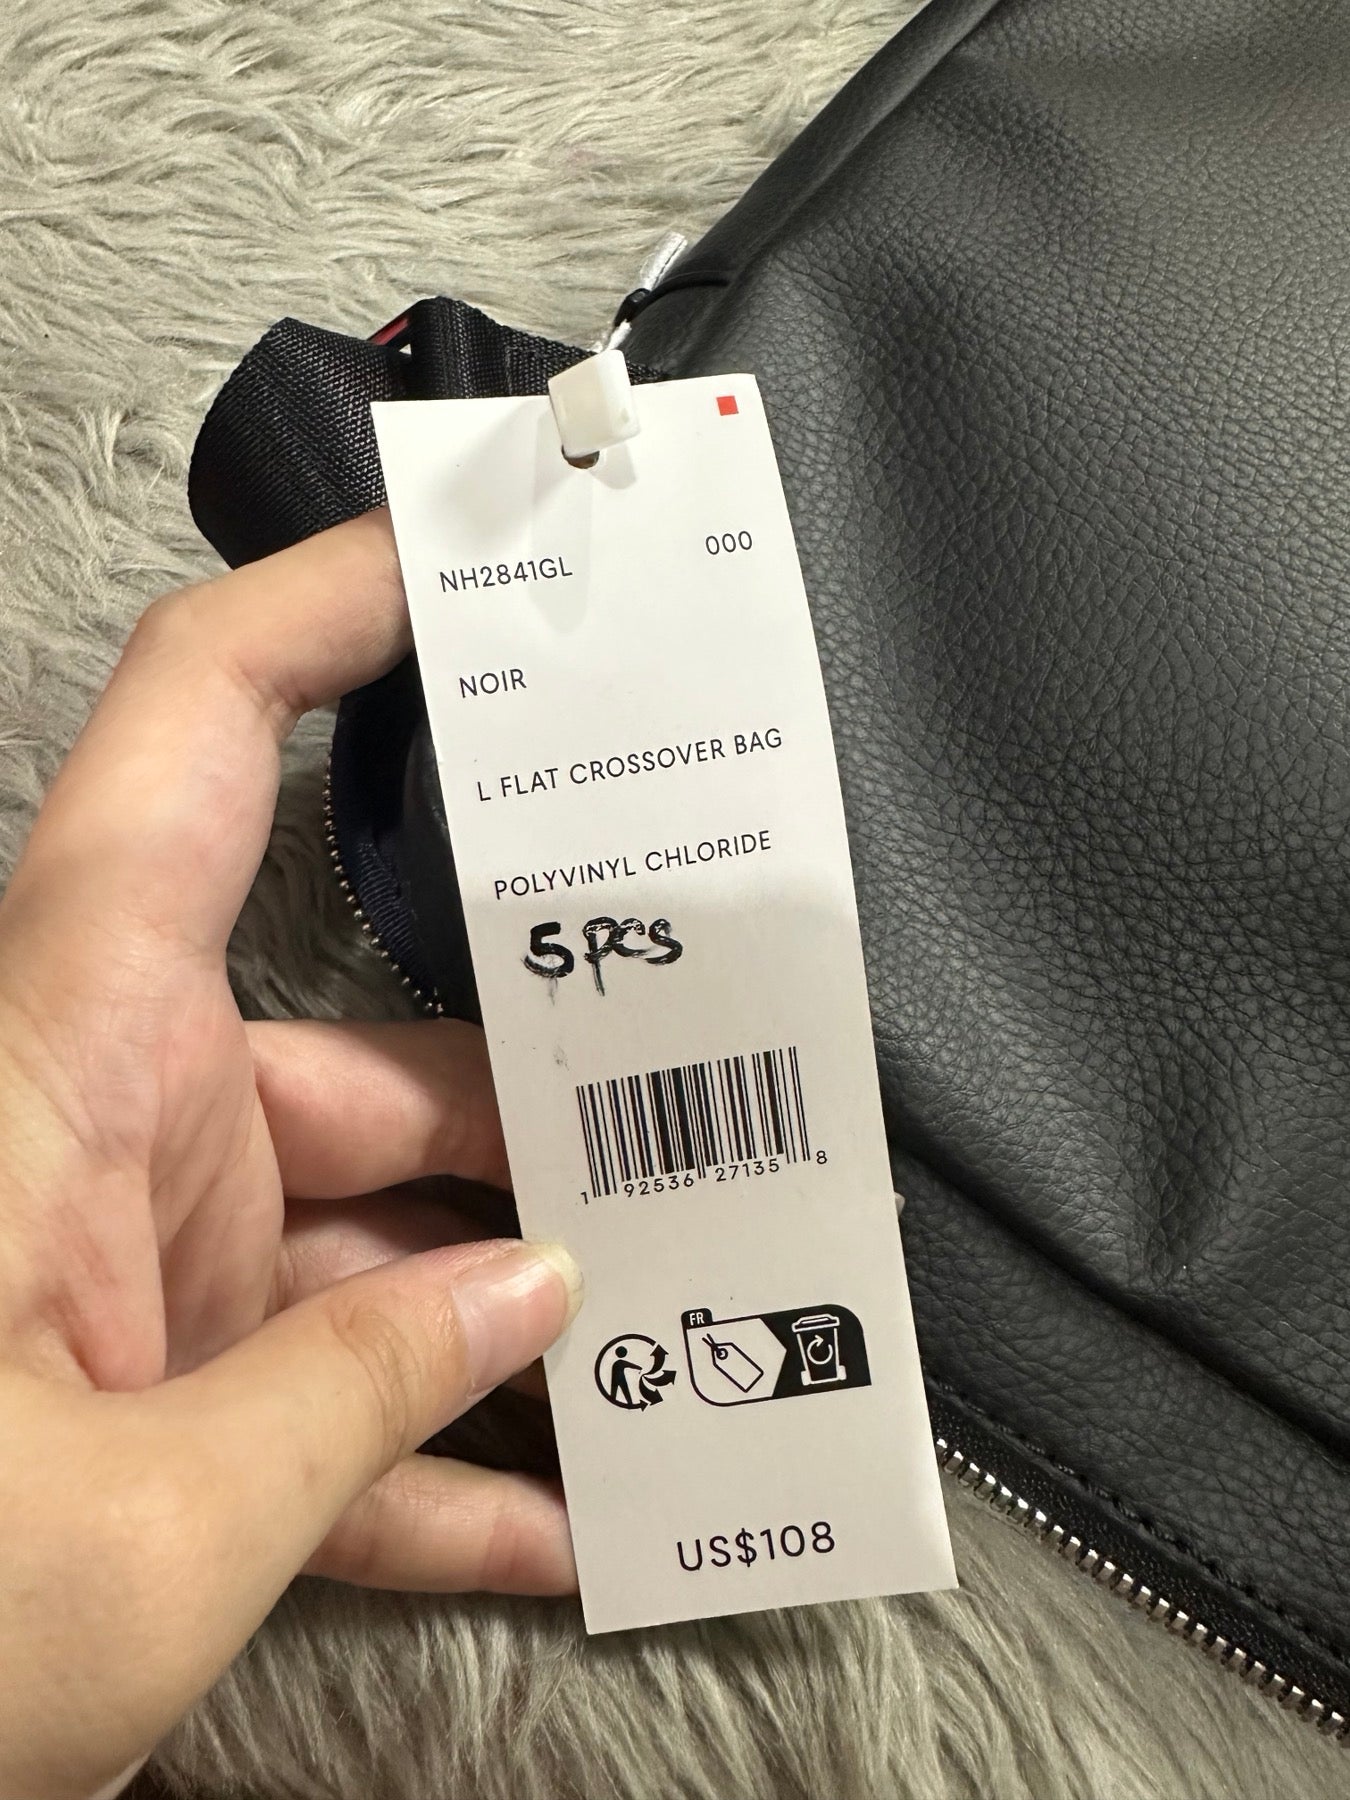 NH2841GL 000
NOIR
L FLAT CROSSOVER BAG
POLYVINYL CHLORIDE
5 PCS
1 92536 27135 8
FR
US$108